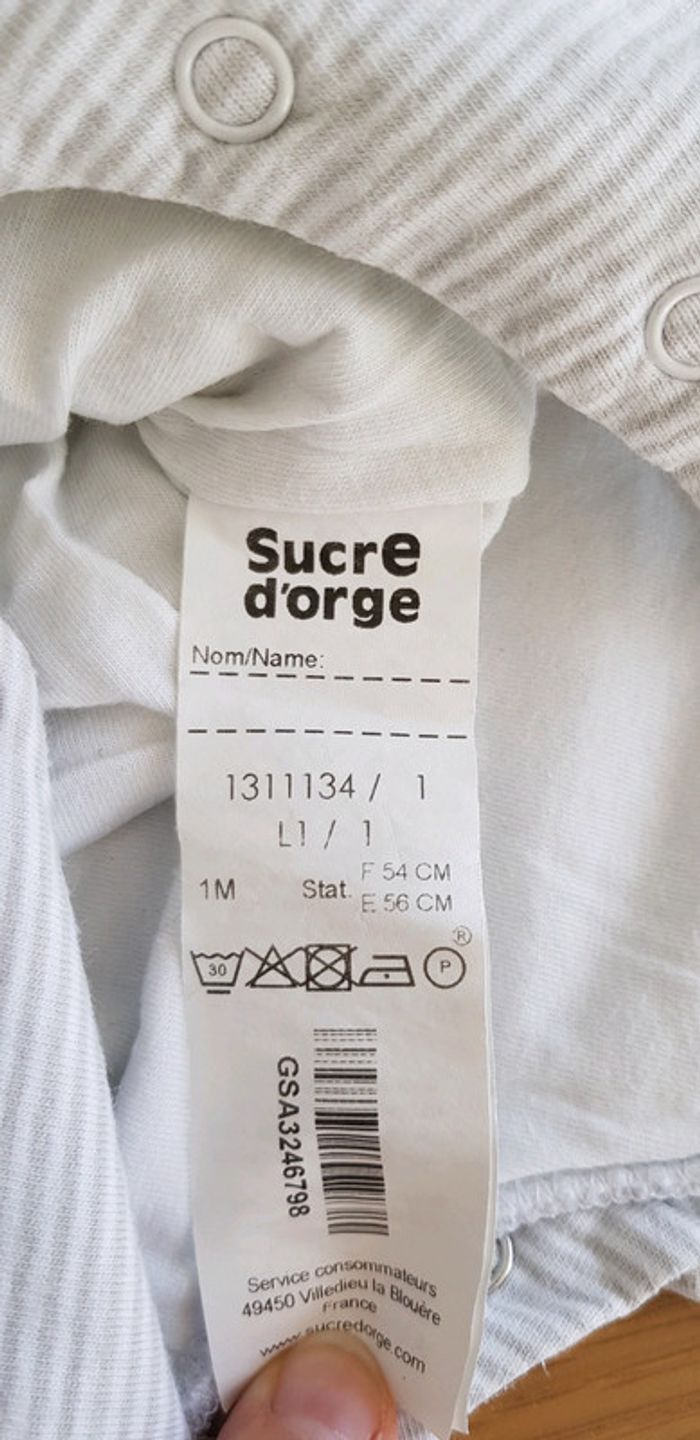 Sucre
d'orge
Nom/Name:
1311134 / 1
L1 / 1
1M Stat. F 54 CM
E 56 CM
®
30 P
GSA3246798
Service consommateurs
49450 Villedieu la Blouère
France
www.sucredorge.com